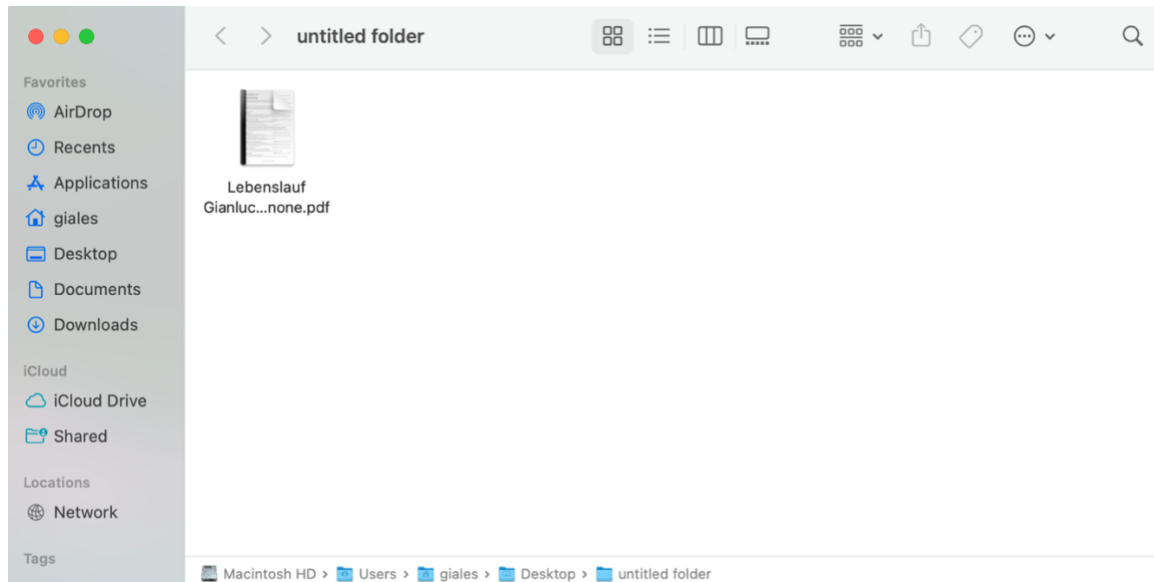 untitled folder
Favorites
AirDrop
Recents
Applications
giales
Desktop
Documents
Downloads
iCloud
iCloud Drive
Shared
Locations
Network
Tags
Lebenslauf
Gianluc...none.pdf
Macintosh HD › Users › giales › Desktop › untitled folder